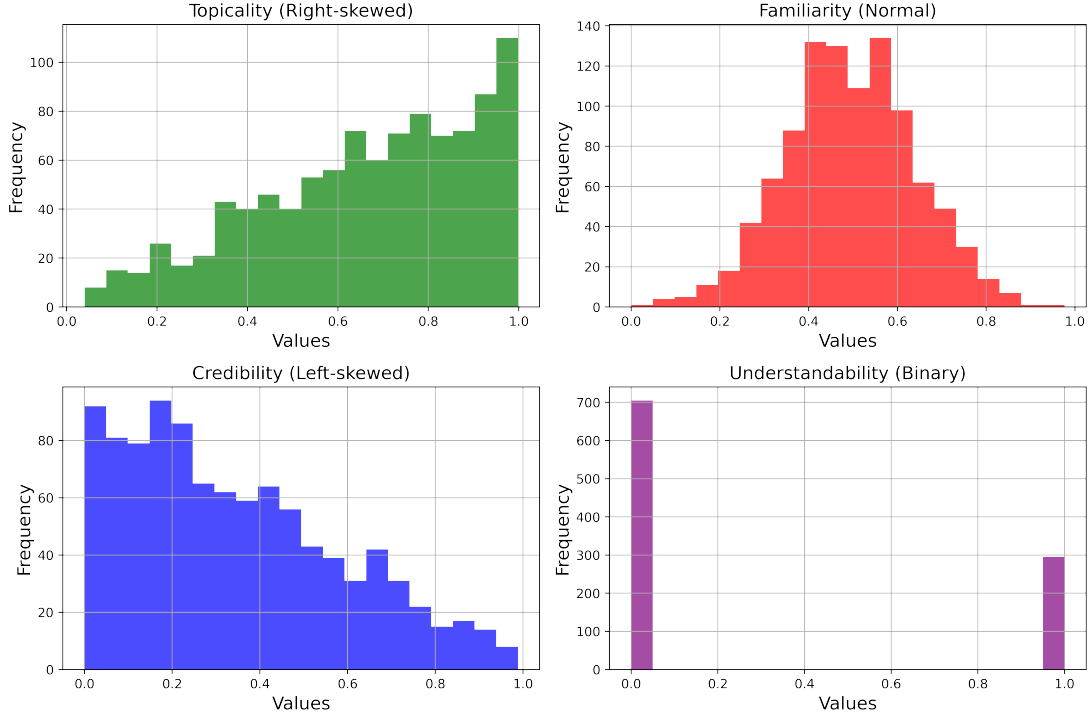 Topicality (Right-skewed)
Frequency
100
80
60
40
20
0
0.0 0.2 0.4 0.6 0.8 1.0
Values
Familiarity (Normal)
Frequency
140
120
100
80
60
40
20
0
0.0 0.2 0.4 0.6 0.8 1.0
Values
Credibility (Left-skewed)
Frequency
80
60
40
20
0
0.0 0.2 0.4 0.6 0.8 1.0
Values
Understandability (Binary)
Frequency
700
600
500
400
300
200
100
0
0.0 0.2 0.4 0.6 0.8 1.0
Values